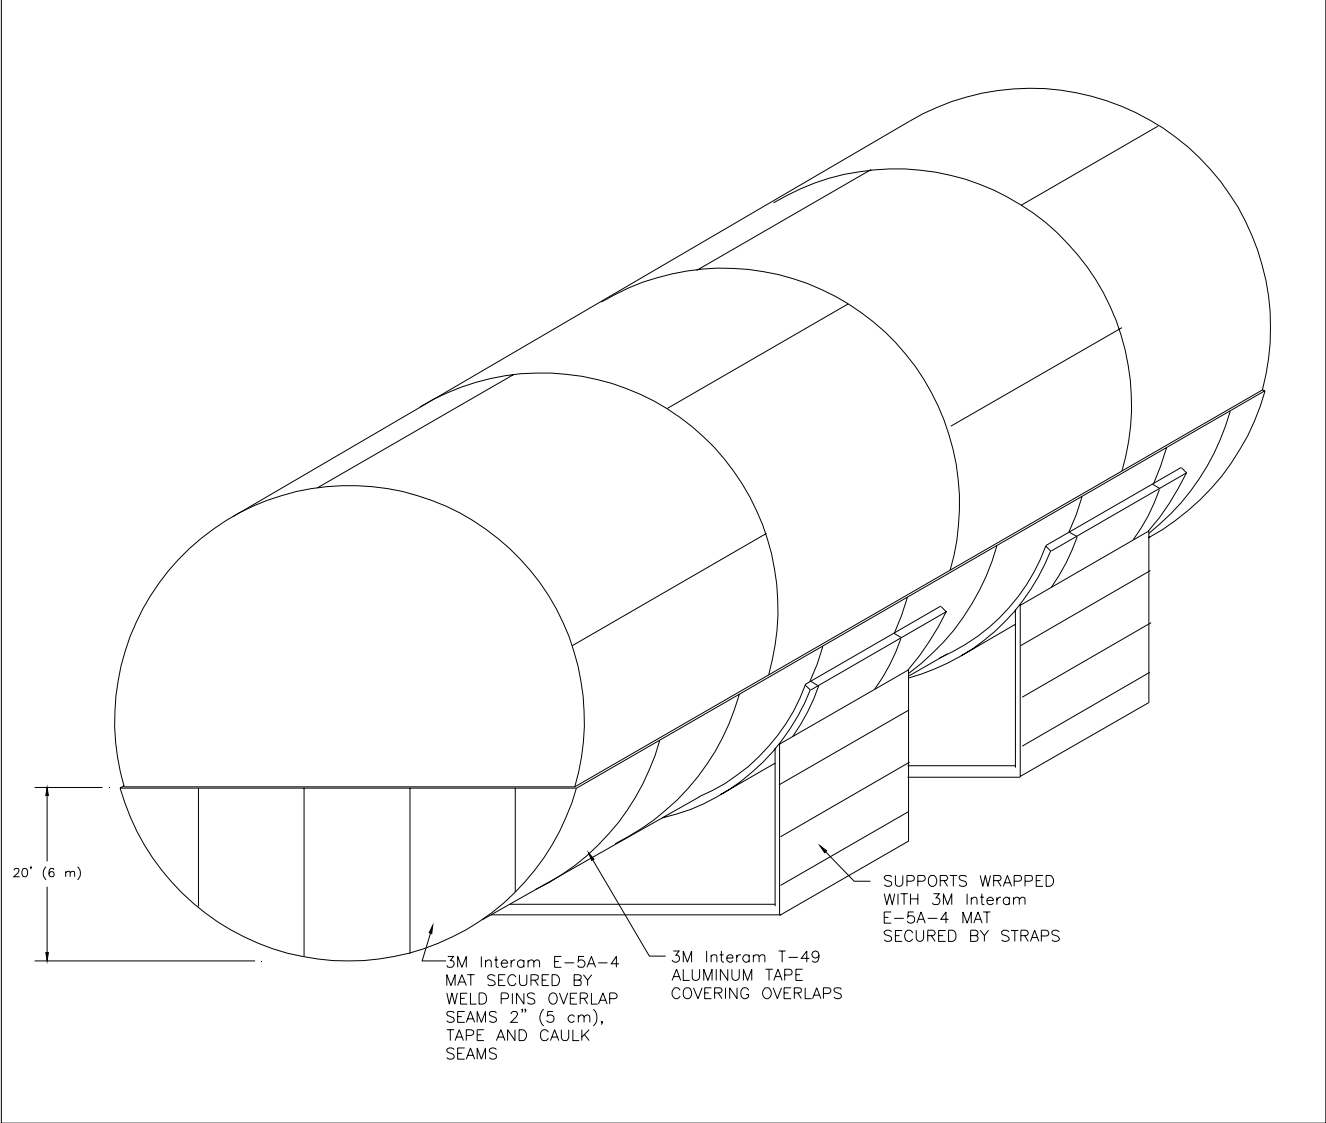 20' (6 m)
3M Interam E-5A-4
MAT SECURED BY
WELD PINS OVERLAP
SEAMS 2" (5 cm),
TAPE AND CAULK
SEAMS
3M Interam T-49
ALUMINUM TAPE
COVERING OVERLAPS
SUPPORTS WRAPPED
WITH 3M Interam
E-5A-4 MAT
SECURED BY STRAPS